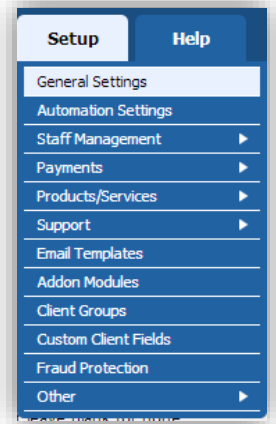 Setup Help
General Settings
Automation Settings
Staff Management
Payments
Products/Services
Support
Email Templates
Addon Modules
Client Groups
Custom Client Fields
Fraud Protection
Other